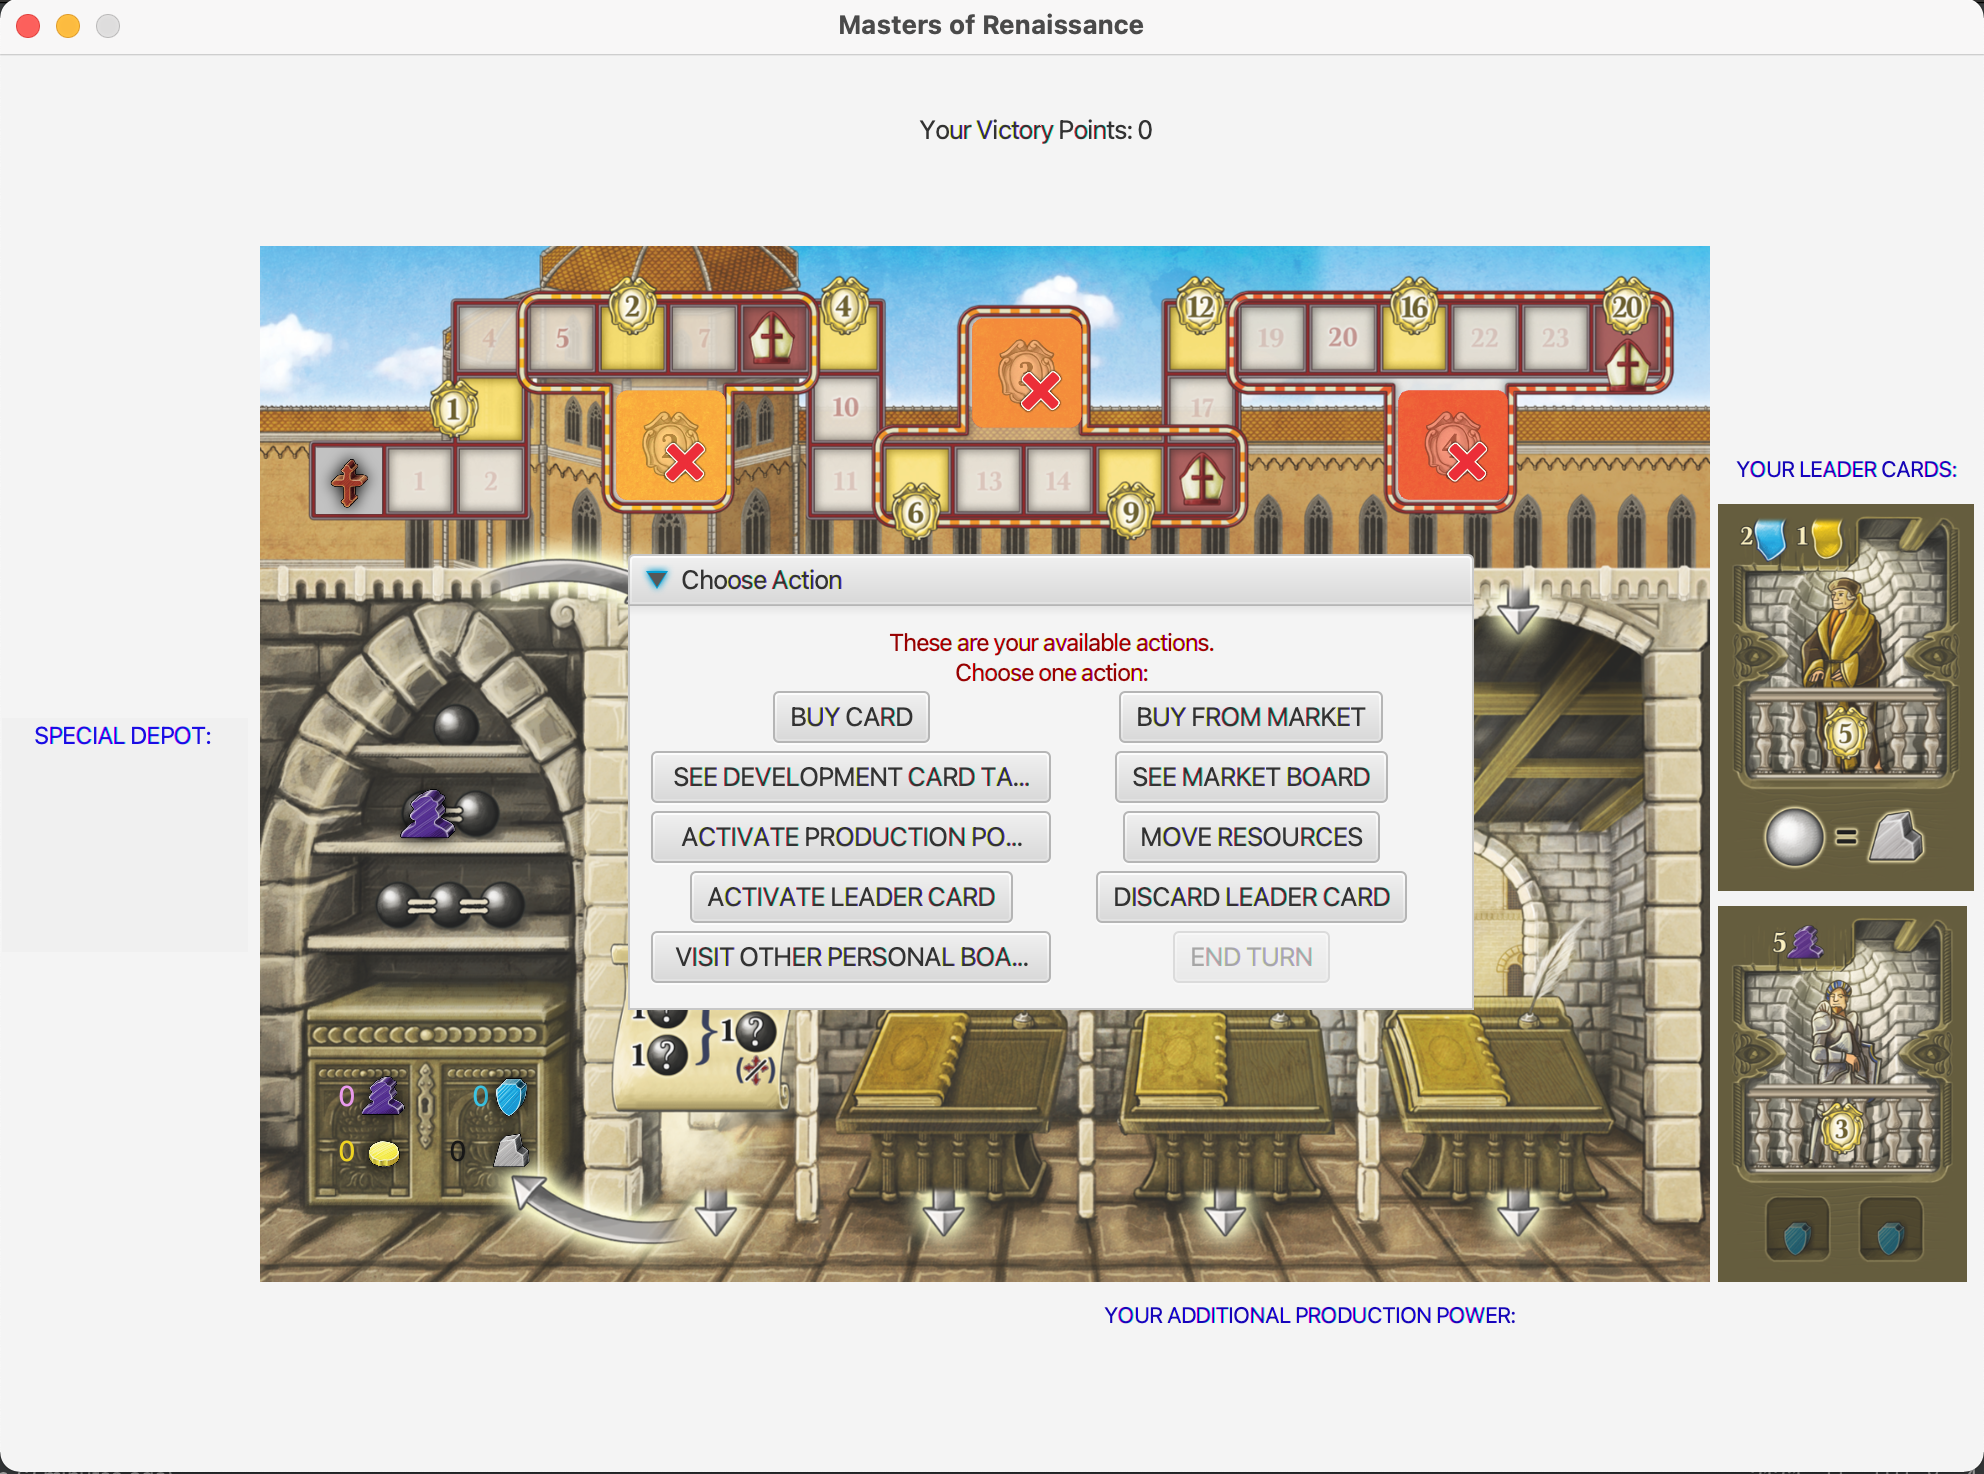 Masters of Renaissance
Your Victory Points: 0
2 4 12 16 20
4 5 7 19 20 22 23
1 10 2 17
1 2 2 11 13 14 4
6 9
YOUR LEADER CARDS:
2 1
5
=
Choose Action
These are your available actions.
Choose one action:
BUY CARD BUY FROM MARKET
SEE DEVELOPMENT CARD TA... SEE MARKET BOARD
ACTIVATE PRODUCTION PO... MOVE RESOURCES
ACTIVATE LEADER CARD DISCARD LEADER CARD
VISIT OTHER PERSONAL BOA... END TURN
SPECIAL DEPOT:
1 ? } 1 ?
1 ?
0 0
0 0
5
3
YOUR ADDITIONAL PRODUCTION POWER: